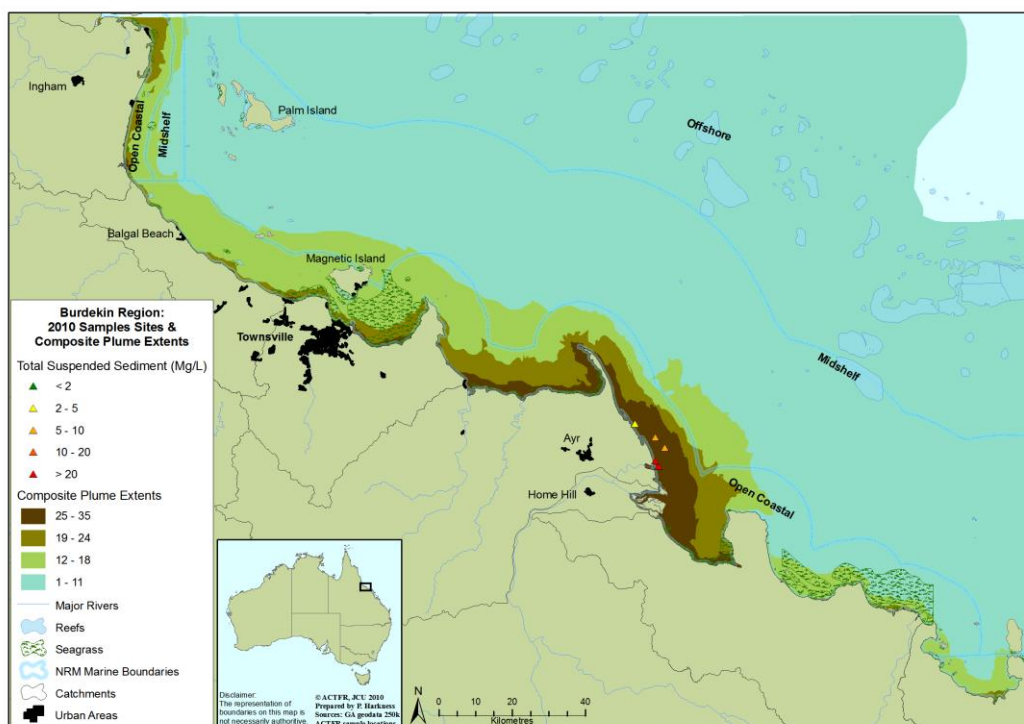 Ingham
Open Coastal
Midshelf
Palm Island
Offshore
Balgal Beach
Magnetic Island
Townsville
Midshelf
Ayr
Home Hill
Open Coastal
Burdekin Region:
2010 Samples Sites &
Composite Plume Extents
Total Suspended Sediment (Mg/L)
< 2
2 - 5
5 - 10
10 - 20
> 20
Composite Plume Extents
25 - 35
19 - 24
12 - 18
1 - 11
Major Rivers
Reefs
Seagrass
NRM Marine Boundaries
Catchments
Urban Areas
Disclaimer:
The representation of
boundaries on this map is
not necessarily authoritive.
© ACTFR, JCU 2010
Prepared by P. Harkness
Sources: GA geodata 250k
ACTFR sample locations
N
0 10 20 40
Kilometres